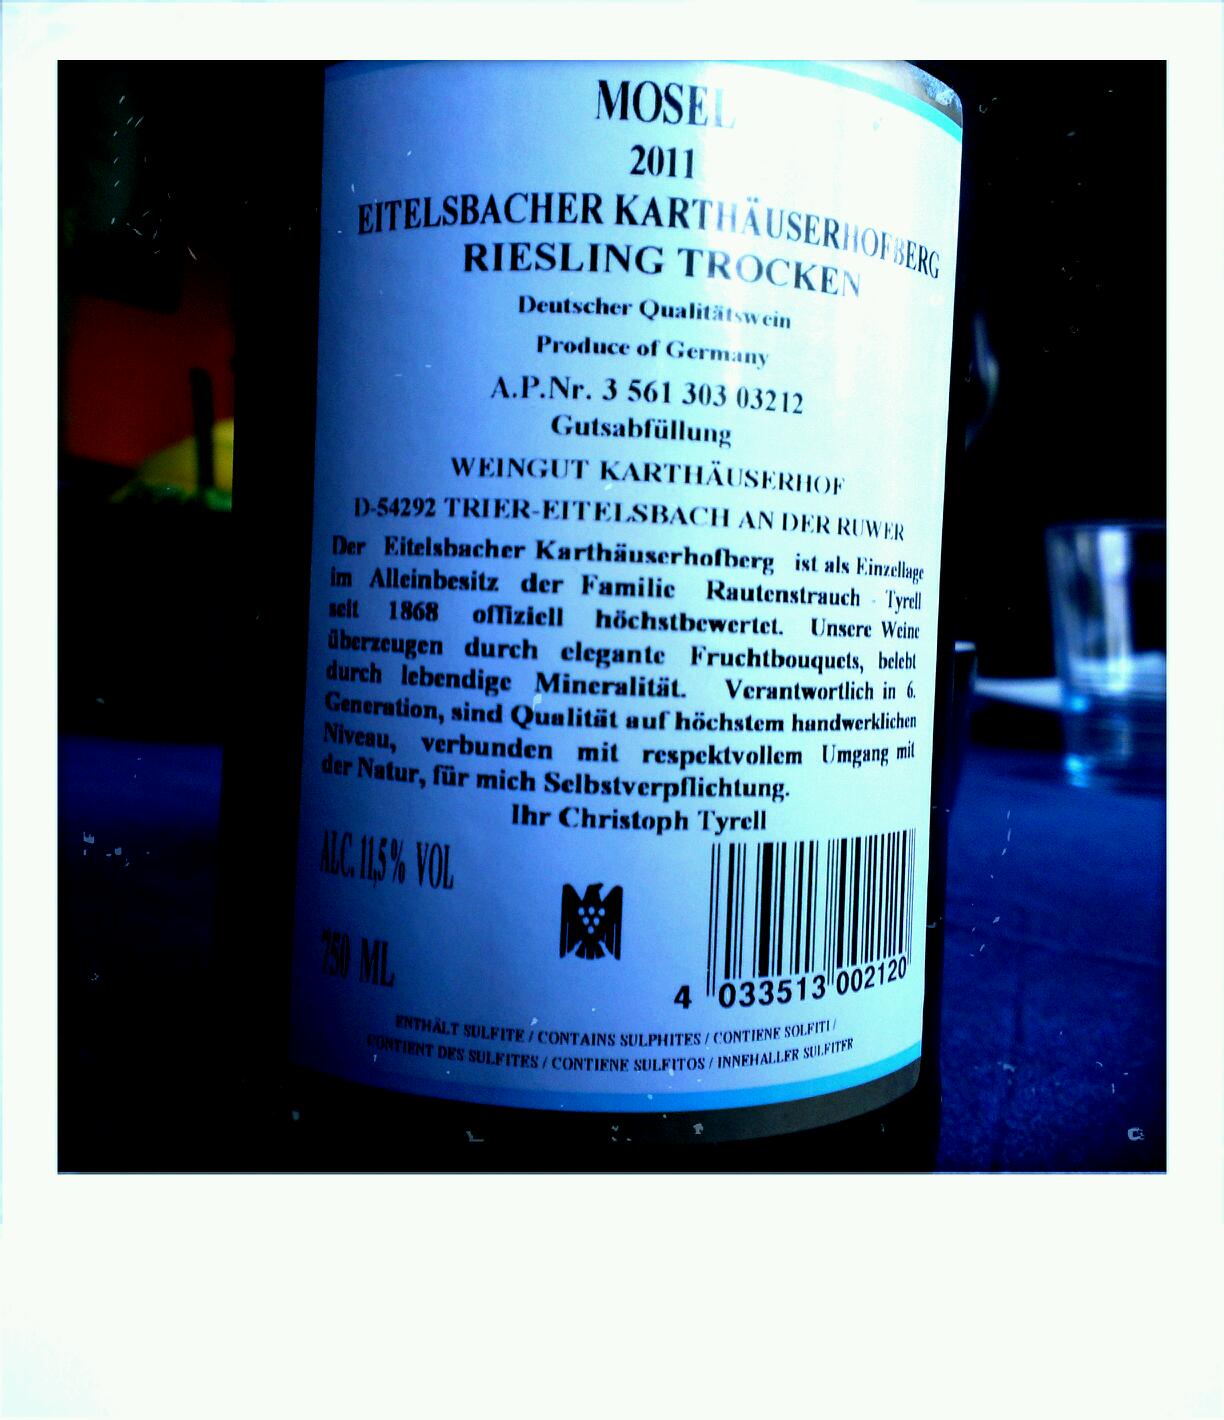 MOSEL
2011
EITELSBACHER KARTHÄUSERHOFBERG
RIESLING TROCKEN
Deutscher Qualitätswein
Produce of Germany
A.P.Nr. 3 561 303 03212
Gutsabfüllung
WEINGUT KARTHÄUSERHOF
D-54292 TRIER-EITELSBACH AN DER RUWER
Der Eitelsbacher Karthäuserhofberg ist als Einzellage
im Alleinbesitz der Familie Rautenstrauch - Tyrell
seit 1868 offiziell höchstbewertet. Unsere Weine
überzeugen durch elegante Fruchtbouquets, belebt
durch lebendige Mineralität. Verantwortlich in 6.
Generation, sind Qualität auf höchstem handwerklichen
Niveau, verbunden mit respektvollem Umgang mit
der Natur, für mich Selbstverpflichtung.
Ihr Christoph Tyrell
ALC. 11,5 % VOL
750 ML
4 033513 002120
ENTHÄLT SULFITE / CONTAINS SULPHITES / CONTIENE SOLFITI /
CONTIENT DES SULFITES / CONTIENE SULFITOS / INNEHALLER SULFITER